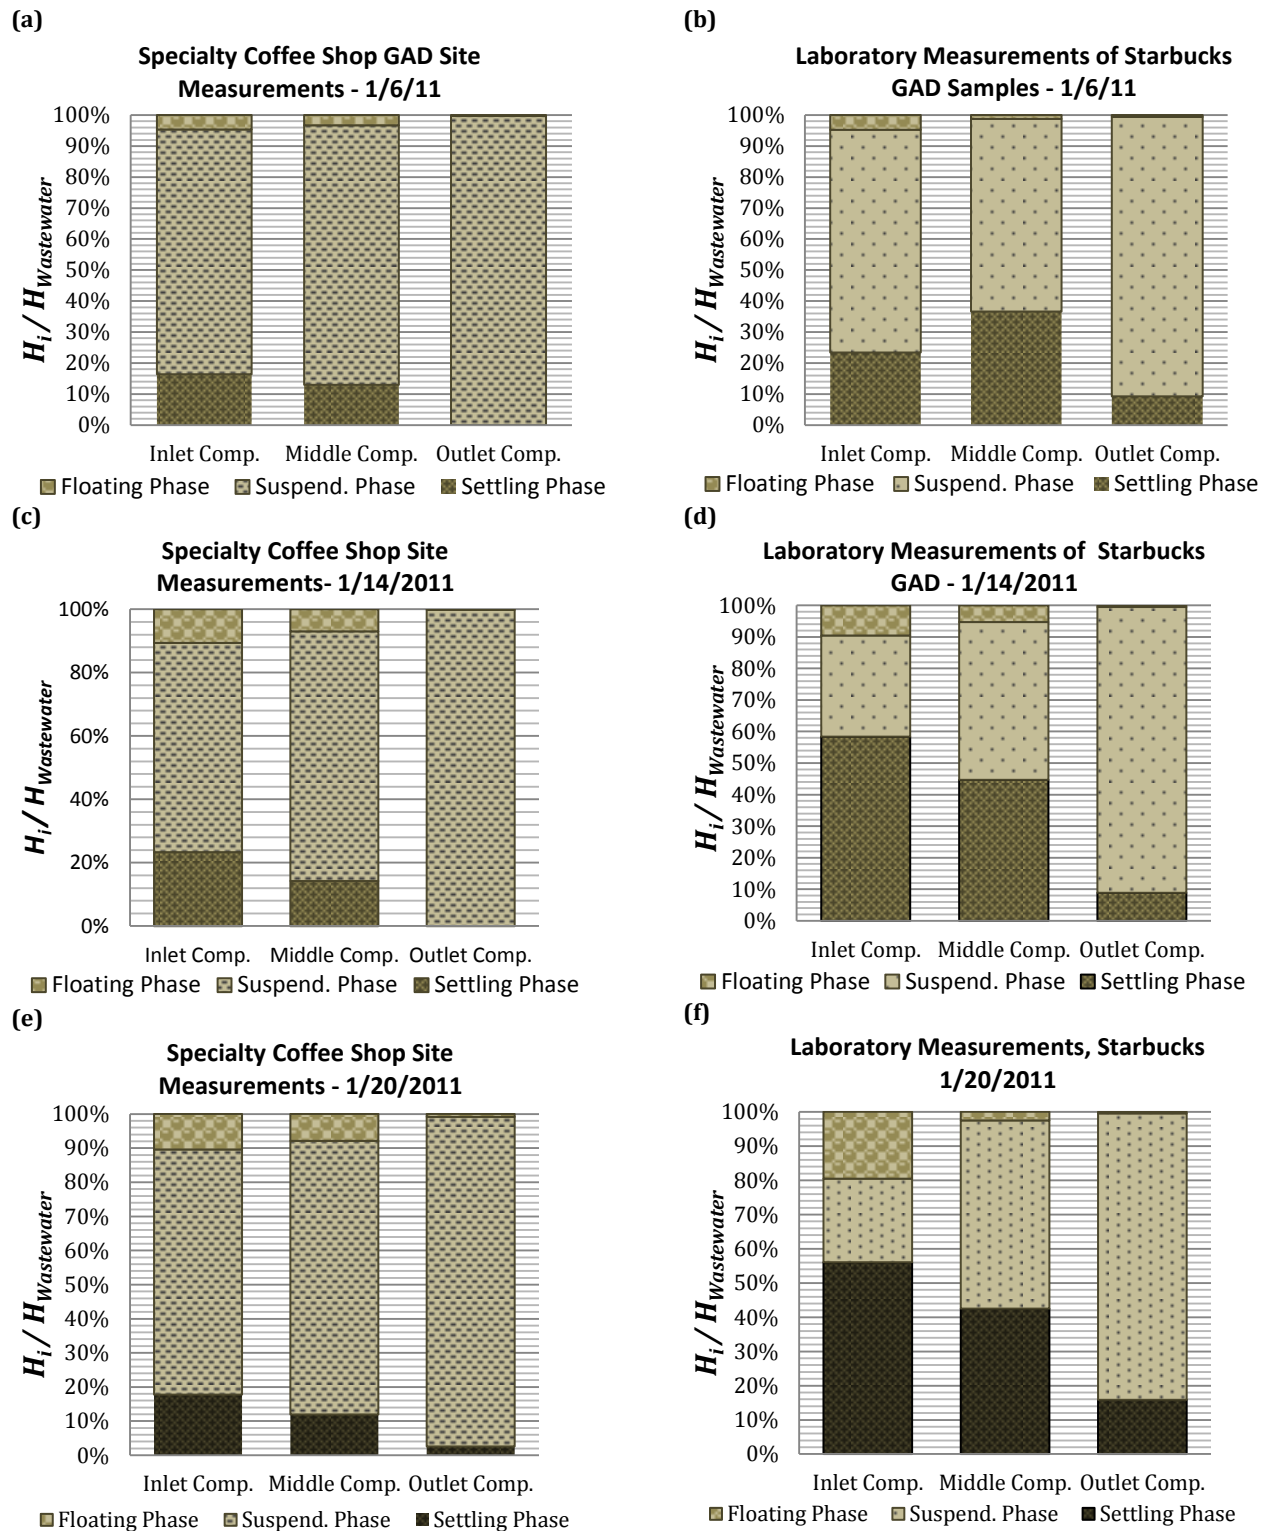 (a)
Specialty Coffee Shop GAD Site
Measurements - 1/6/11
100%
90%
80%
70%
60%
50%
40%
30%
20%
10%
0%
Hi / HWastewater
Inlet Comp.
Middle Comp.
Outlet Comp.
Floating Phase
Suspend. Phase
Settling Phase
(b)
Laboratory Measurements of Starbucks
GAD Samples - 1/6/11
100%
90%
80%
70%
60%
50%
40%
30%
20%
10%
0%
Hi / HWastewater
Inlet Comp.
Middle Comp.
Outlet Comp.
Floating Phase
Suspend. Phase
Settling Phase
(c)
Specialty Coffee Shop Site
Measurements- 1/14/2011
100%
80%
60%
40%
20%
0%
Hi / HWastewater
Inlet Comp.
Middle Comp.
Outlet Comp.
Floating Phase
Suspend. Phase
Settling Phase
(d)
Laboratory Measurements of Starbucks
GAD - 1/14/2011
100%
90%
80%
70%
60%
50%
40%
30%
20%
10%
0%
Hi / HWastewater
Inlet Comp.
Middle Comp.
Outlet Comp.
Floating Phase
Suspend. Phase
Settling Phase
(e)
Specialty Coffee Shop Site
Measurements - 1/20/2011
100%
90%
80%
70%
60%
50%
40%
30%
20%
10%
0%
Hi / HWastewater
Inlet Comp.
Middle Comp.
Outlet Comp.
Floating Phase
Suspend. Phase
Settling Phase
(f)
Laboratory Measurements, Starbucks
1/20/2011
100%
90%
80%
70%
60%
50%
40%
30%
20%
10%
0%
Hi / HWastewater
Inlet Comp.
Middle Comp.
Outlet Comp.
Floating Phase
Suspend. Phase
Settling Phase